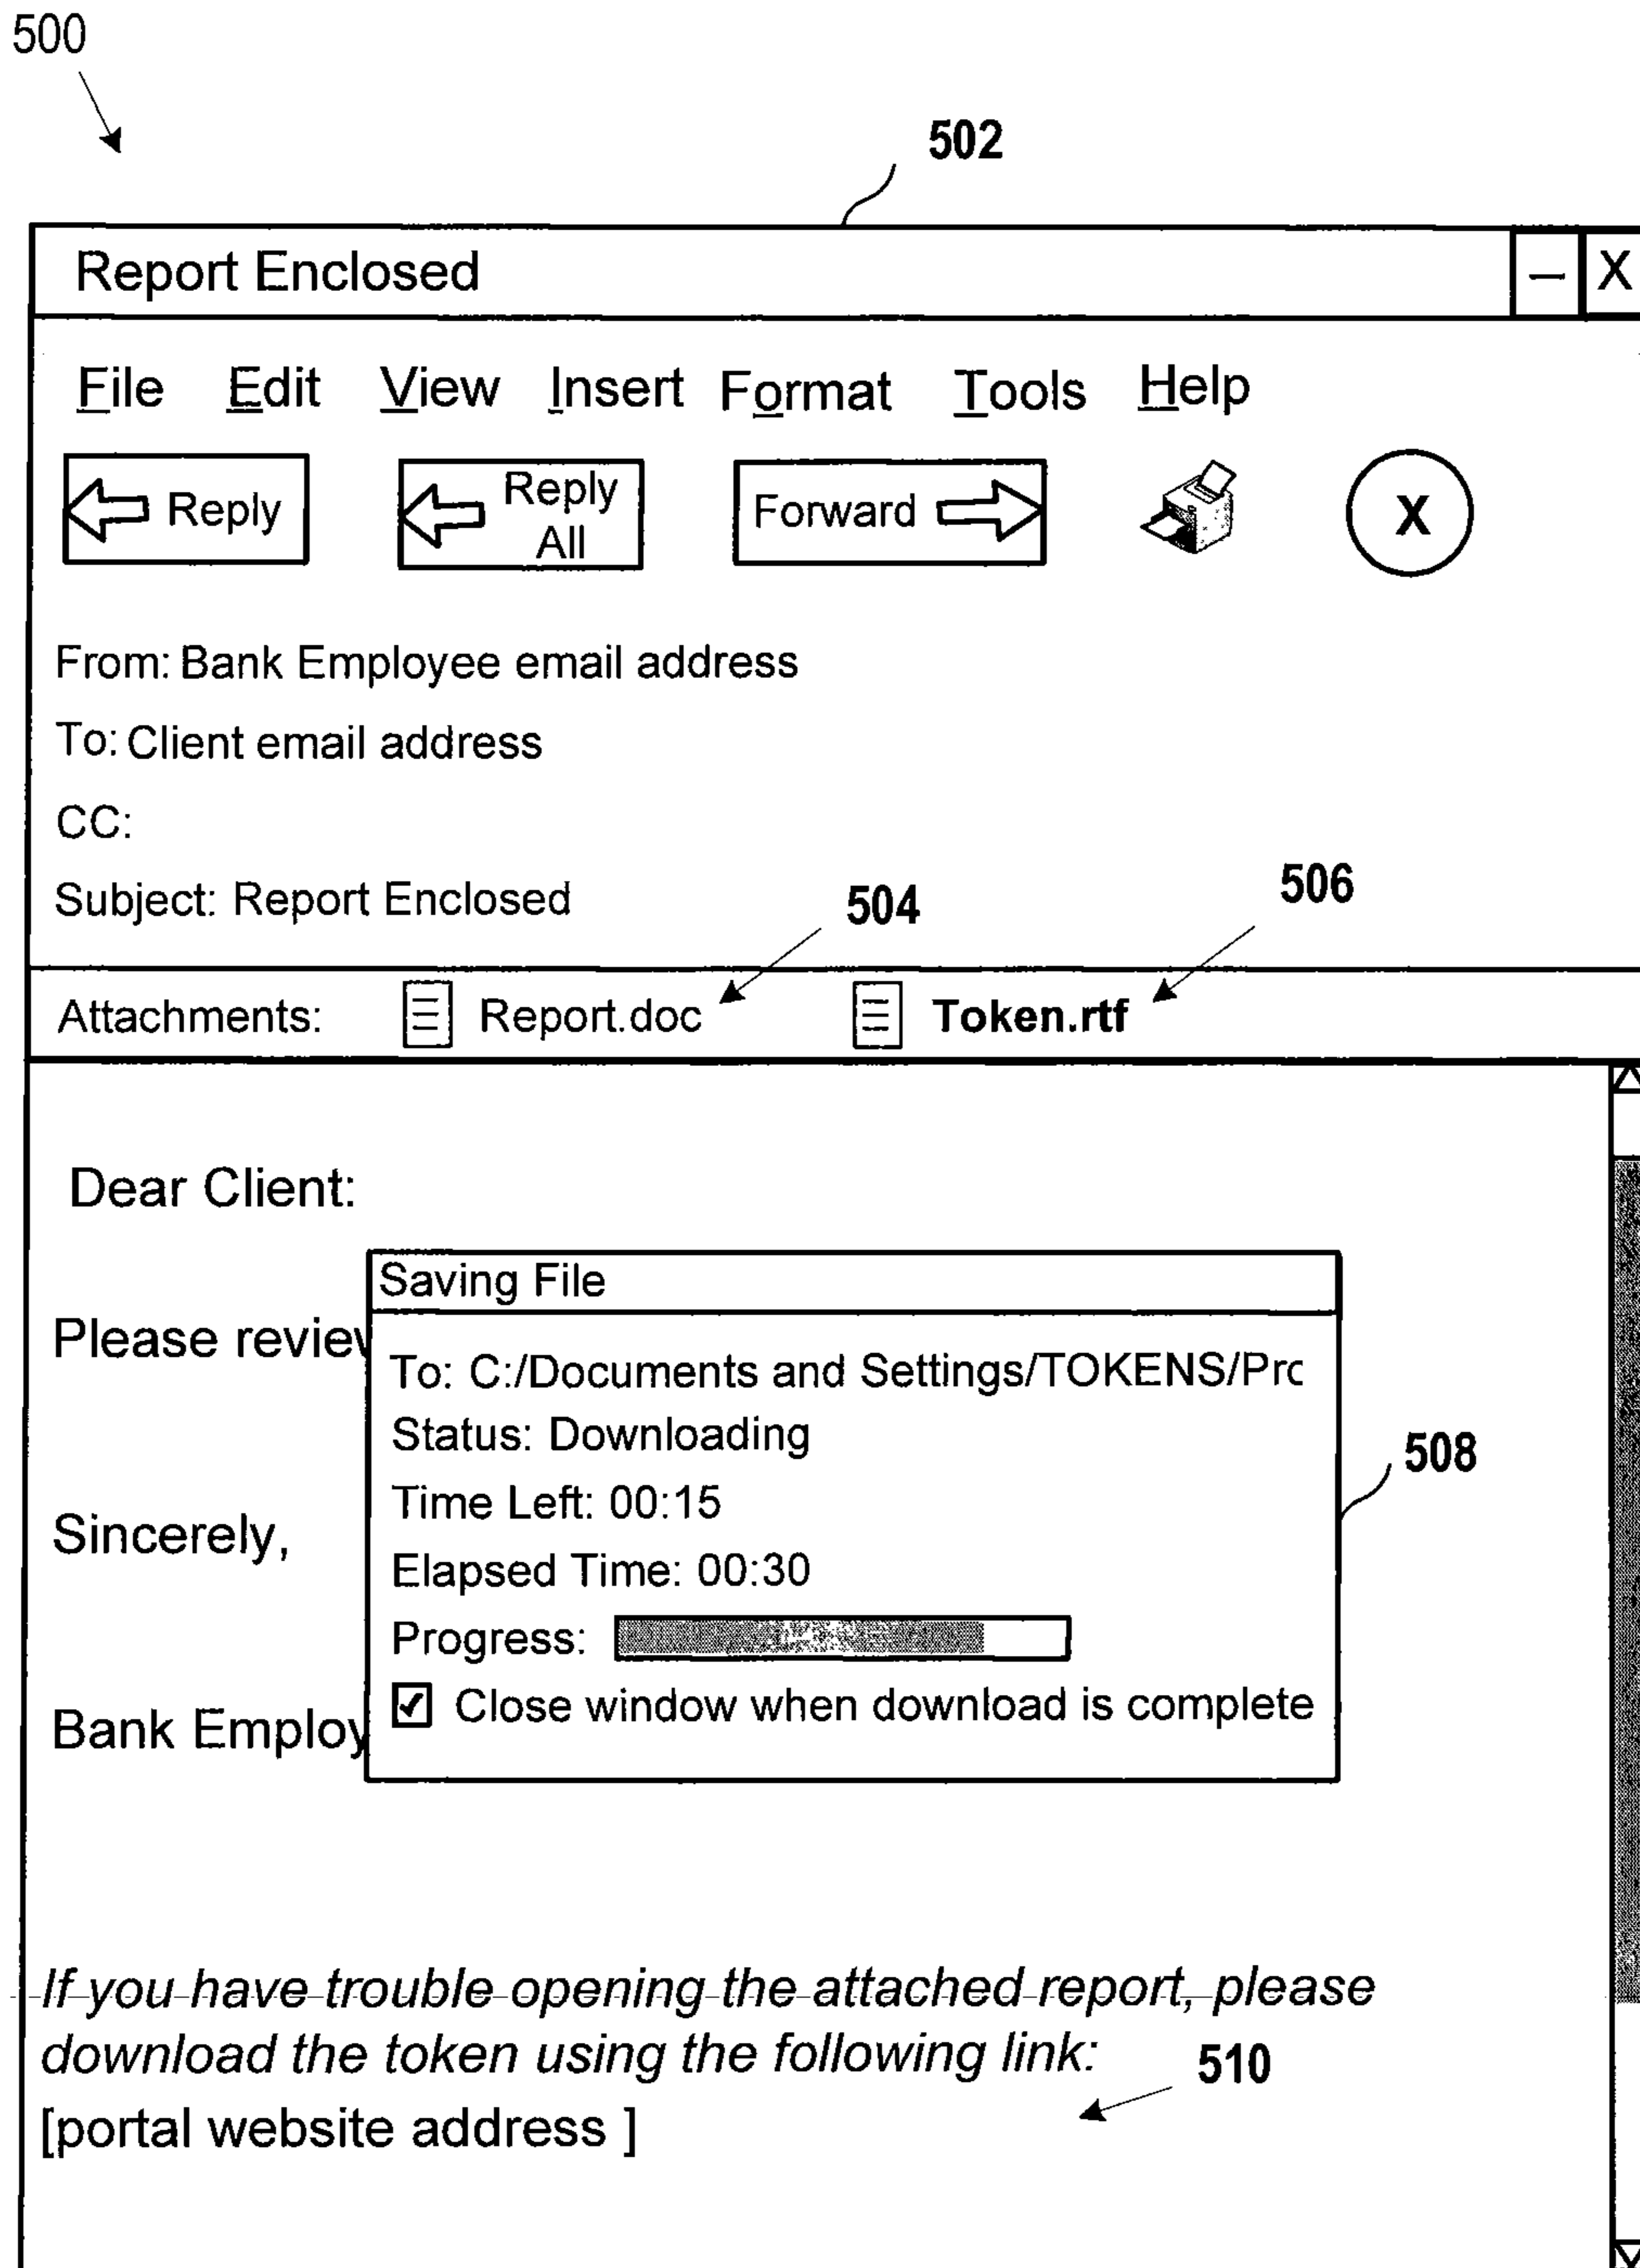 500
502
Report Enclosed — X
File Edit View Insert Format Tools Help
Reply
Reply All
Forward
X
From: Bank Employee email address
To: Client email address
CC:
Subject: Report Enclosed
504
506
Attachments: Report.doc Token.rtf
Dear Client:
Please review
Sincerely,
Bank Employ
Saving File
To: C:/Documents and Settings/TOKENS/Prc
Status: Downloading
Time Left: 00:15
Elapsed Time: 00:30
Progress:
Close window when download is complete
508
If you have trouble opening the attached report, please
download the token using the following link:
510
[portal website address ]